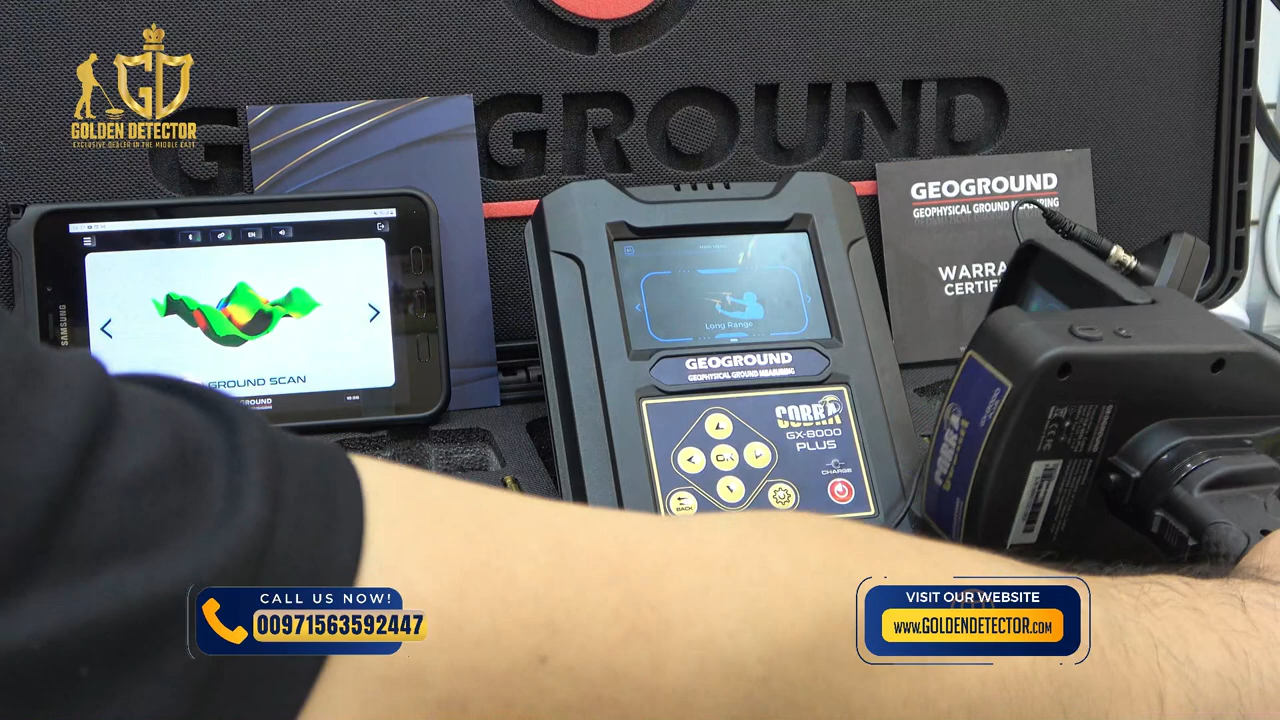 GOLDEN DETECTOR
EXCLUSIVE DEALER IN THE MIDDLE EAST
GEOGROUND
SAMSUNG
GROUND SCAN
MAIN MENU
Long Range
GEOGROUND
GEOPHYSICAL GROUND MEASURING
COBRA
GX-8000
PLUS
OK
CHARGE
BACK
GEOGROUND
GEOPHYSICAL GROUND MEASURING
WARRA
CERTIF
CALL US NOW!
00971563592447
VISIT OUR WEBSITE
WWW.GOLDENDETECTOR.COM